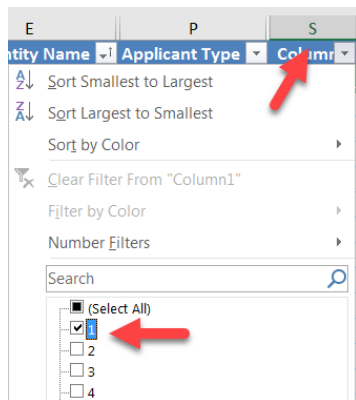 E P S
ntity Name Applicant Type Colum
Sort Smallest to Largest
Sort Largest to Smallest
Sort by Color
Clear Filter From "Column1"
Filter by Color
Number Filters
Search
(Select All)
1
2
3
4